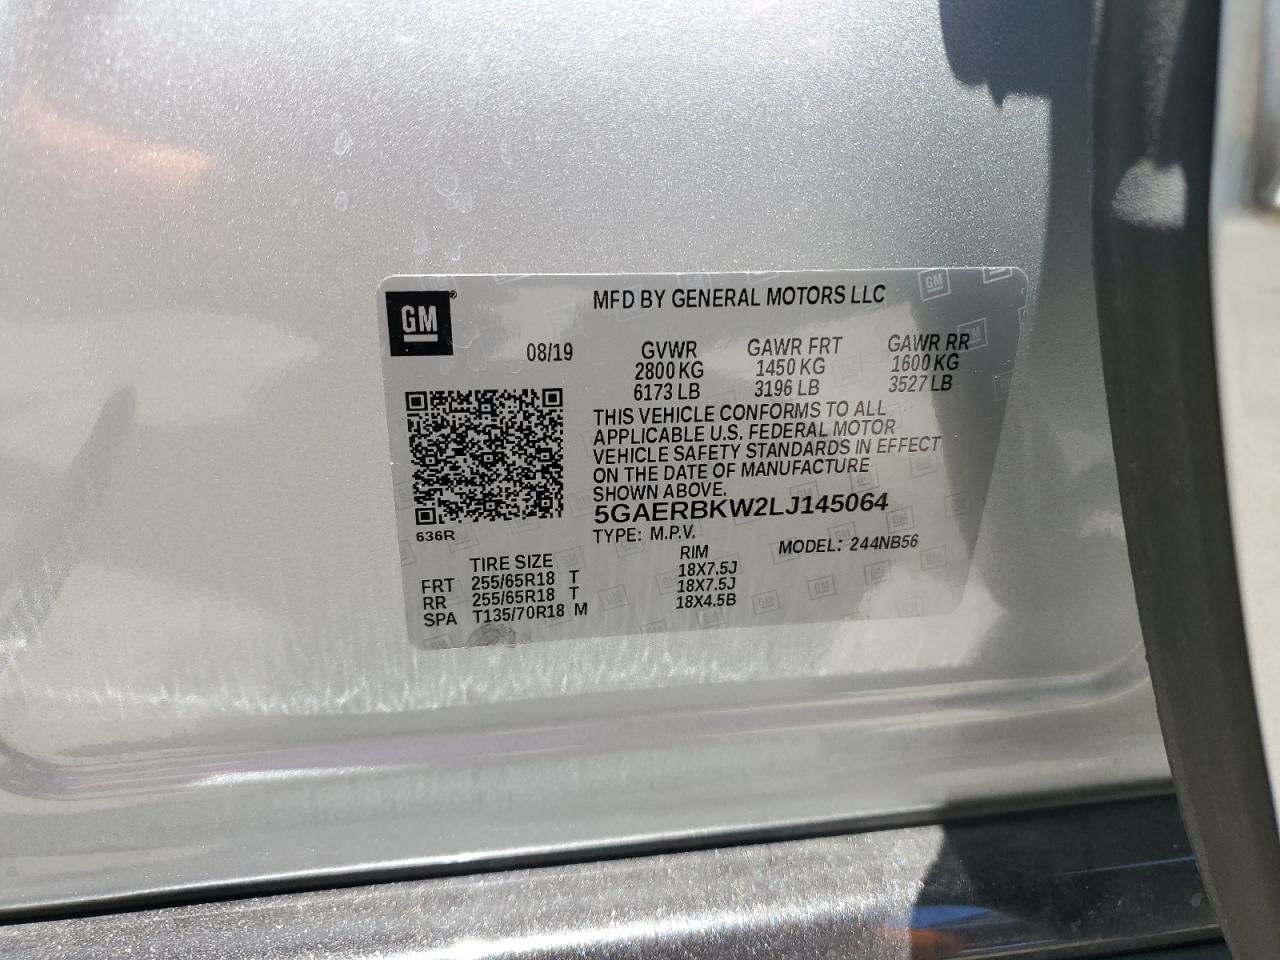 GM
MFD BY GENERAL MOTORS LLC
08/19 GVWR GAWR FRT GAWR RR
2800 KG 1450 KG 1600 KG
6173 LB 3196 LB 3527 LB
THIS VEHICLE CONFORMS TO ALL
APPLICABLE U.S. FEDERAL MOTOR
VEHICLE SAFETY STANDARDS IN EFFECT
ON THE DATE OF MANUFACTURE
SHOWN ABOVE.
5GAERBKW2LJ145064
636R
TYPE: M.P.V.
MODEL: 244NB56
TIRE SIZE RIM
FRT 255/65R18 T 18X7.5J
RR 255/65R18 T 18X7.5J
SPA T135/70R18 M 18X4.5B